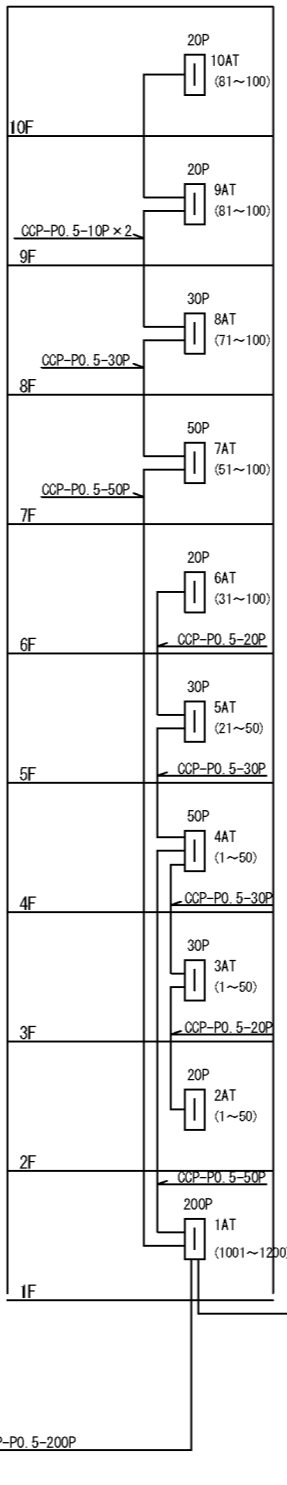 20P
10AT
(81～100)
10F
20P
9AT
(81～100)
CCP-P0.5-10P×2
9F
30P
8AT
(71～100)
CCP-P0.5-30P
8F
50P
7AT
(51～100)
CCP-P0.5-50P
7F
20P
6AT
(31～100)
CCP-P0.5-20P
6F
30P
5AT
(21～50)
CCP-P0.5-30P
5F
50P
4AT
(1～50)
CCP-P0.5-30P
4F
30P
3AT
(1～50)
CCP-P0.5-20P
3F
20P
2AT
(1～50)
2F
CCP-P0.5-50P
200P
1AT
(1001～1200)
1F
P-P0.5-200P